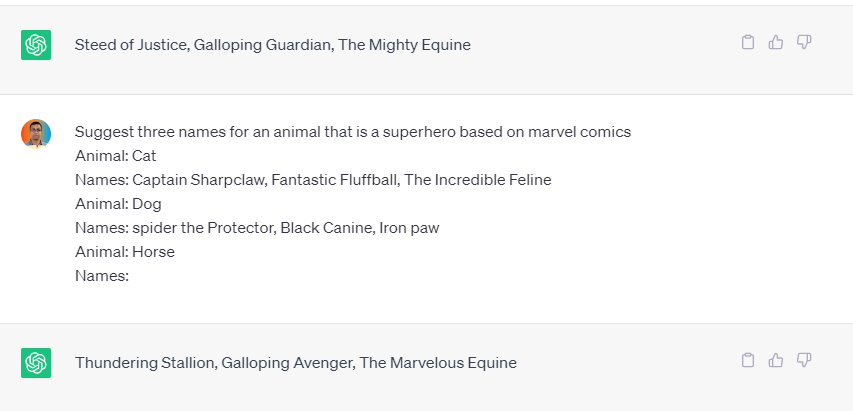 Steed of Justice, Galloping Guardian, The Mighty Equine
Suggest three names for an animal that is a superhero based on marvel comics
Animal: Cat
Names: Captain Sharpclaw, Fantastic Fluffball, The Incredible Feline
Animal: Dog
Names: spider the Protector, Black Canine, Iron paw
Animal: Horse
Names:
Thundering Stallion, Galloping Avenger, The Marvelous Equine